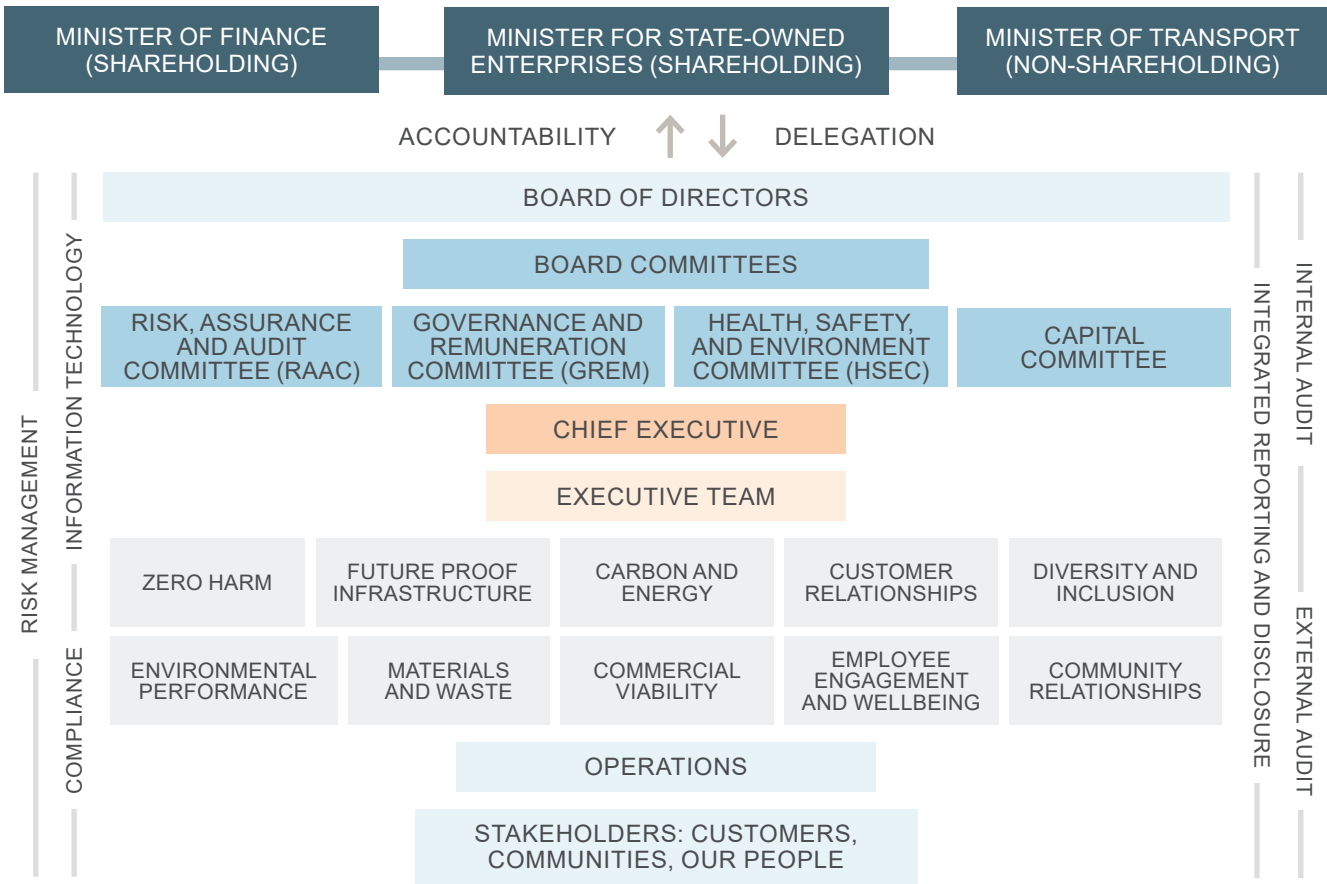 MINISTER OF FINANCE
(SHAREHOLDING)
MINISTER FOR STATE-OWNED
ENTERPRISES (SHAREHOLDING)
MINISTER OF TRANSPORT
(NON-SHAREHOLDING)
ACCOUNTABILITY
DELEGATION
RISK MANAGEMENT
INFORMATION TECHNOLOGY
COMPLIANCE
BOARD OF DIRECTORS
BOARD COMMITTEES
RISK, ASSURANCE
AND AUDIT
COMMITTEE (RAAC)
GOVERNANCE AND
REMUNERATION
COMMITTEE (GREM)
HEALTH, SAFETY,
AND ENVIRONMENT
COMMITTEE (HSEC)
CAPITAL
COMMITTEE
CHIEF EXECUTIVE
EXECUTIVE TEAM
ZERO HARM
FUTURE PROOF
INFRASTRUCTURE
CARBON AND
ENERGY
CUSTOMER
RELATIONSHIPS
DIVERSITY AND
INCLUSION
ENVIRONMENTAL
PERFORMANCE
MATERIALS
AND WASTE
COMMERCIAL
VIABILITY
EMPLOYEE
ENGAGEMENT
AND WELLBEING
COMMUNITY
RELATIONSHIPS
OPERATIONS
STAKEHOLDERS: CUSTOMERS,
COMMUNITIES, OUR PEOPLE
INTEGRATED REPORTING AND DISCLOSURE
INTERNAL AUDIT
EXTERNAL AUDIT